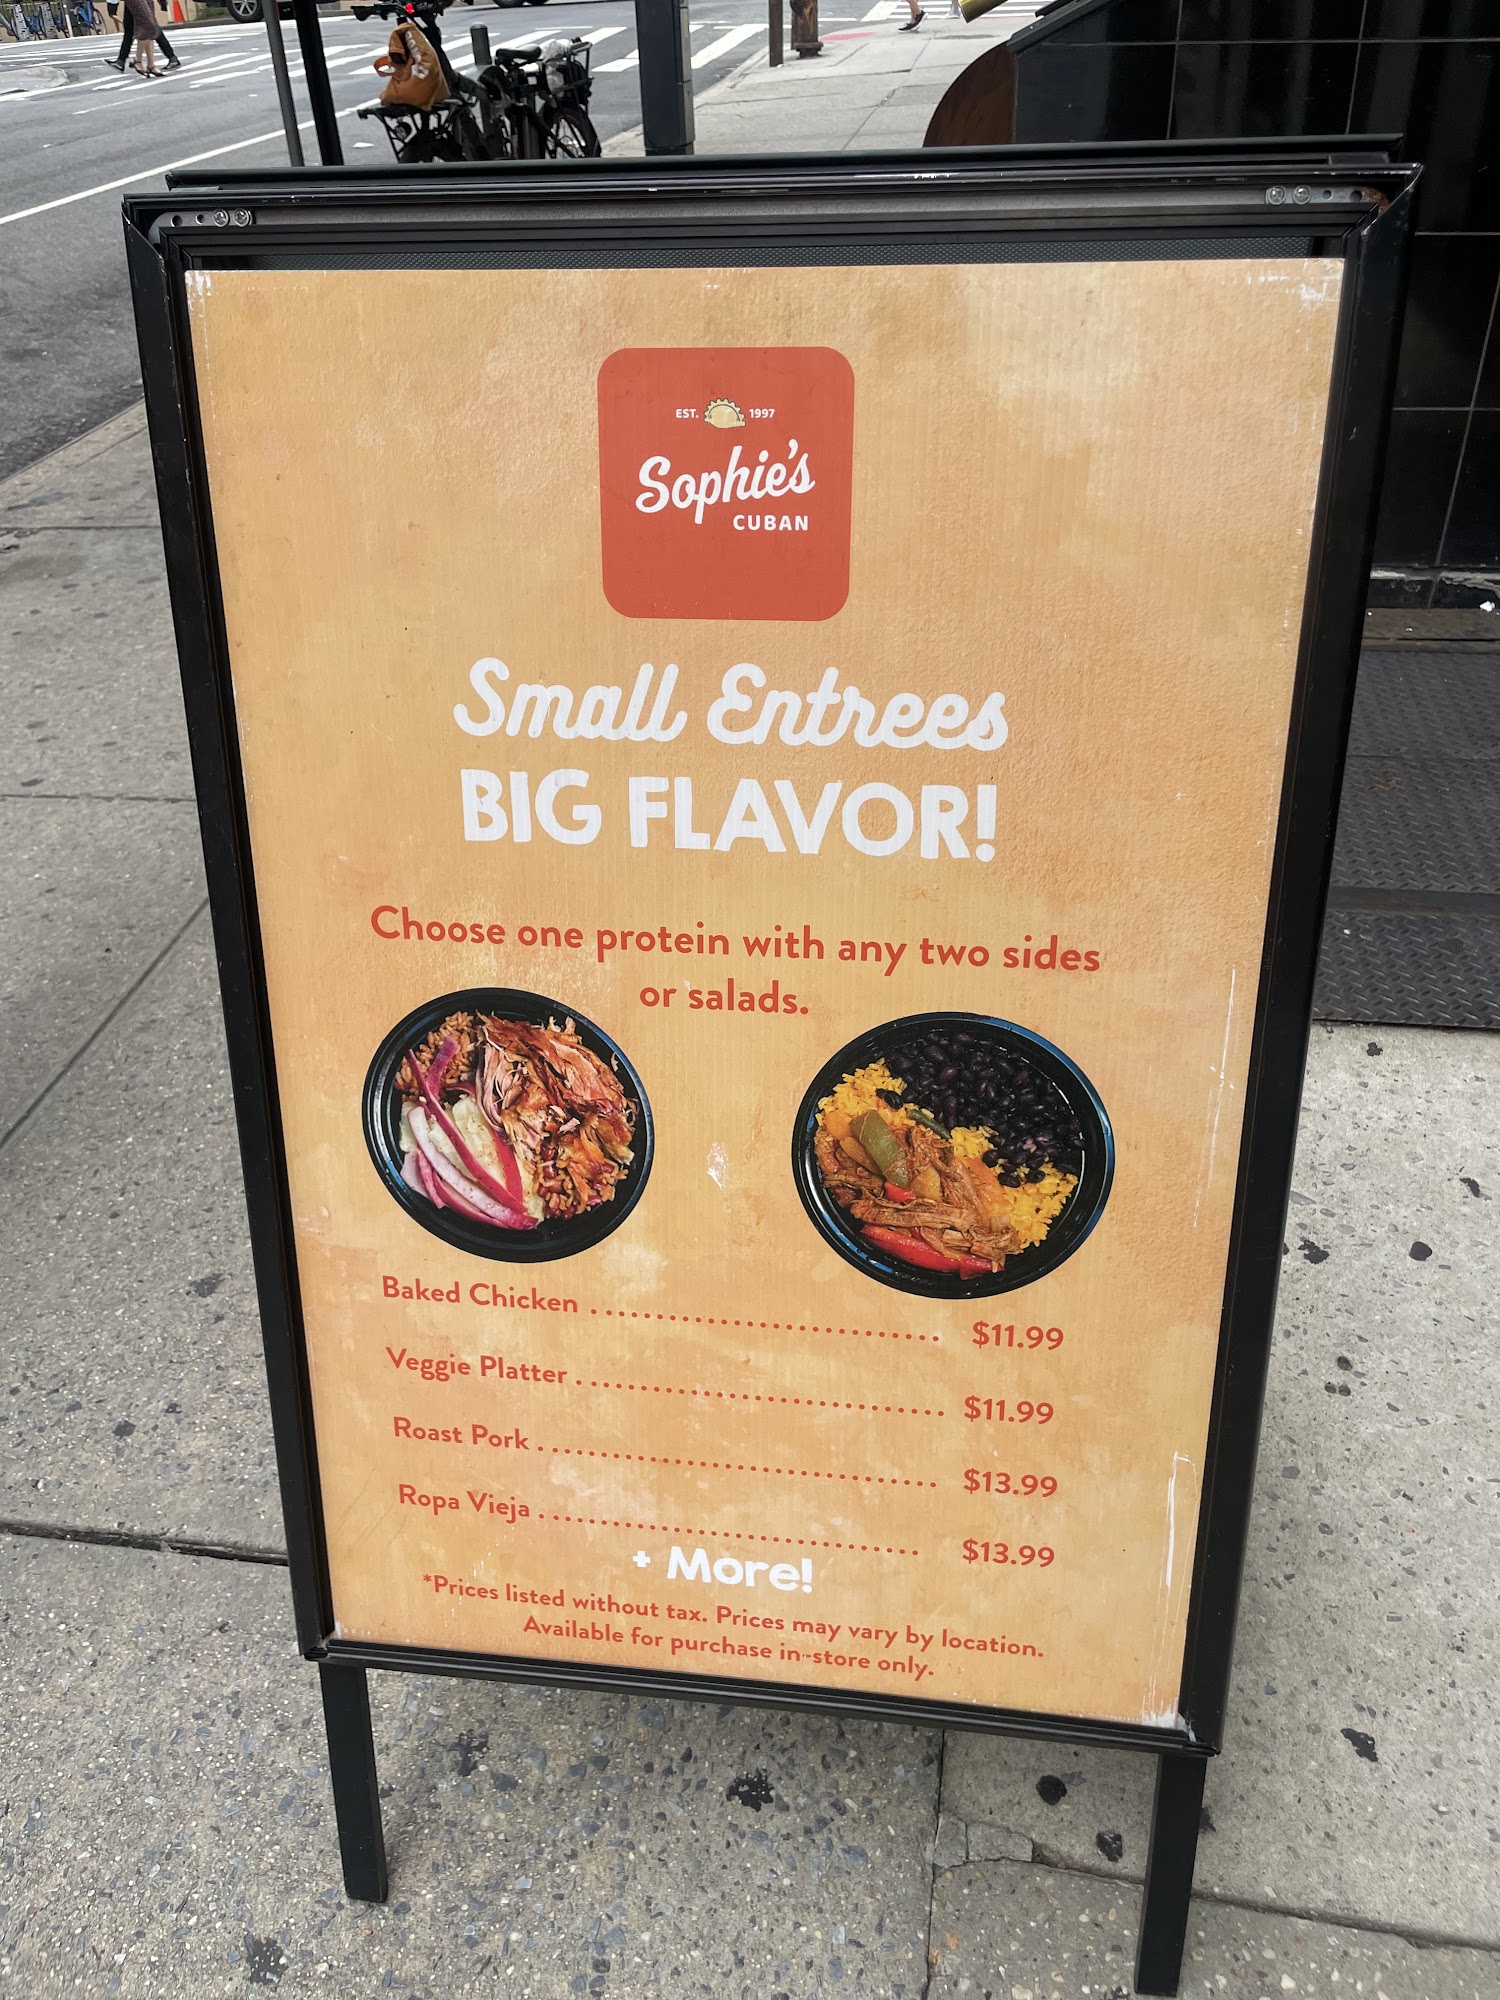 EST. 1997
Sophie's
CUBAN
Small Entrees
BIG FLAVOR!
Choose one protein with any two sides
or salads.
Baked Chicken .......................... $11.99
Veggie Platter ............................. $11.99
Roast Pork ............................... $13.99
Ropa Vieja ............................. $13.99
+ More!
*Prices listed without tax. Prices may vary by location.
Available for purchase in-store only.